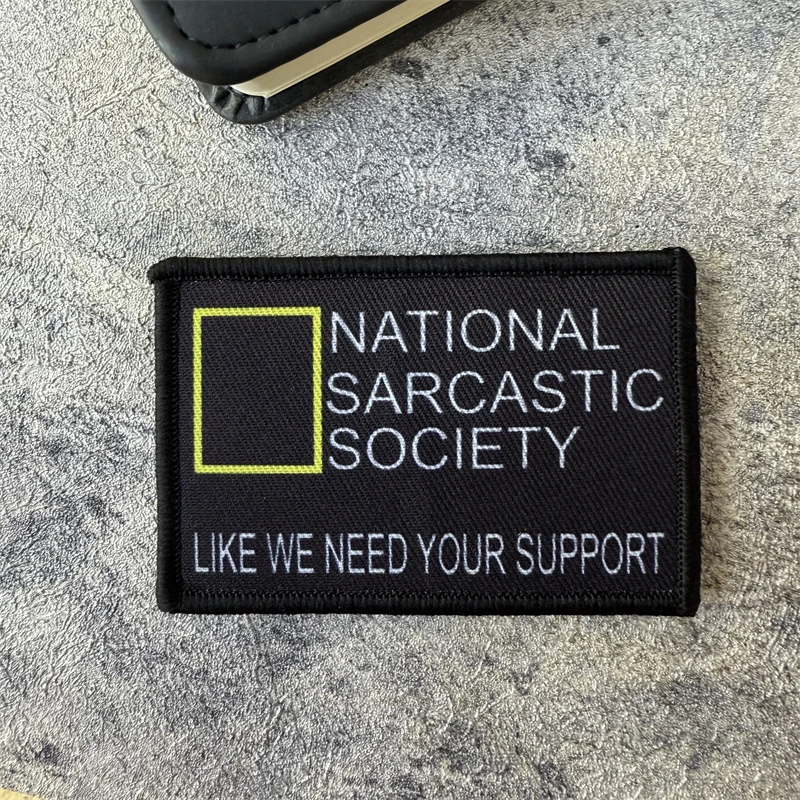 NATIONAL
SARCASTIC
SOCIETY
LIKE WE NEED YOUR SUPPORT